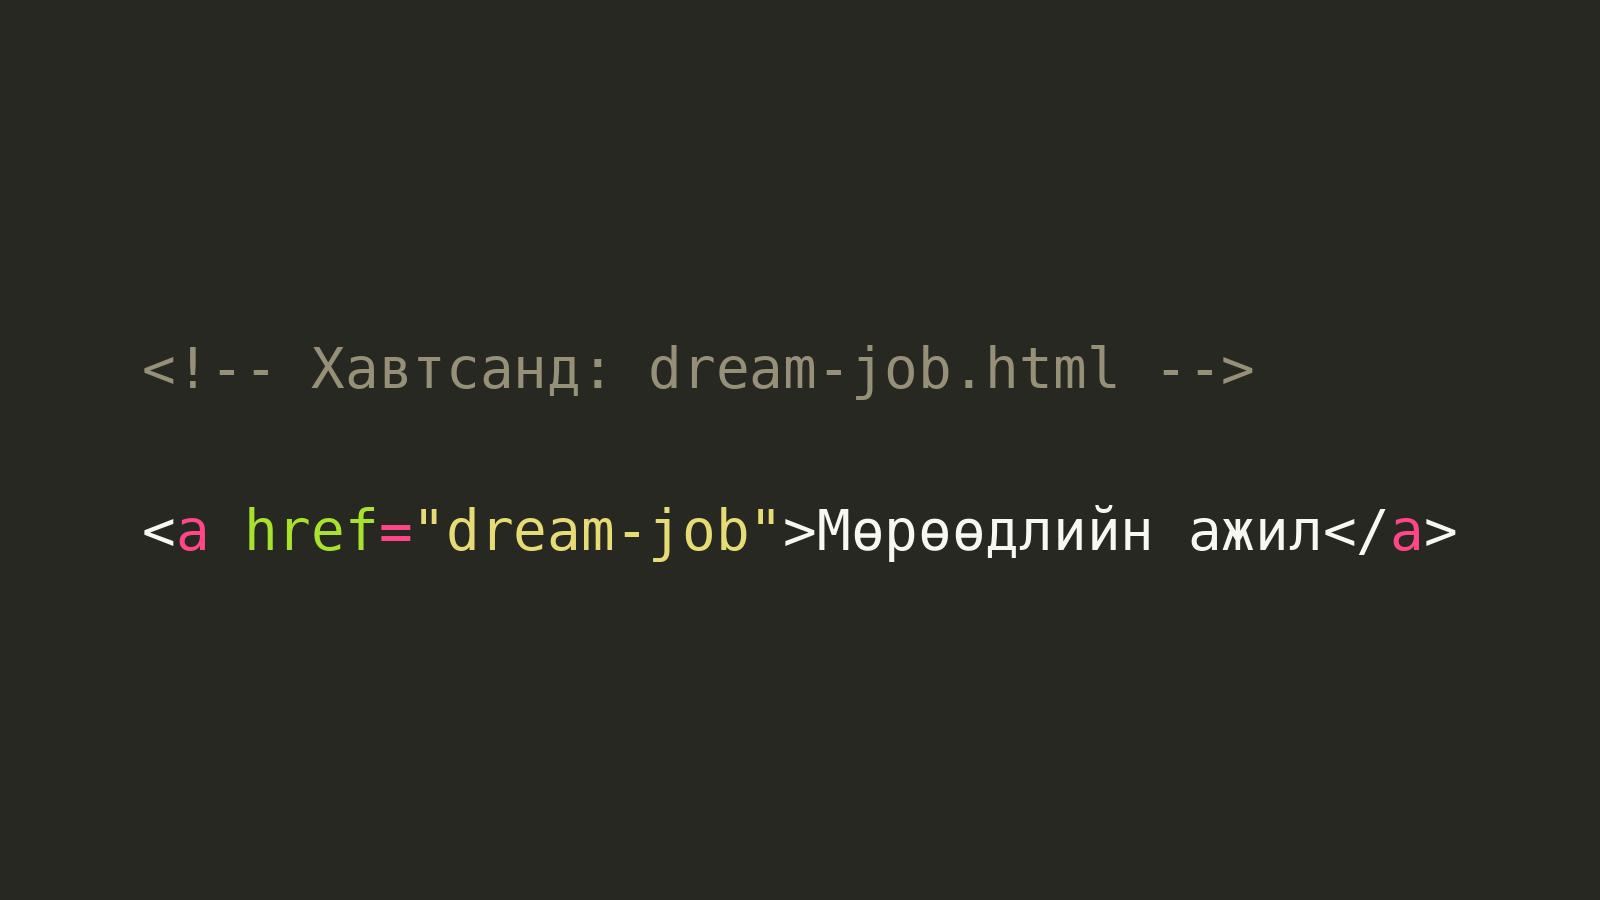 <!-- Хавтсанд: dream-job.html -->
<a href="dream-job">Мөрөөдлийн ажил</a>